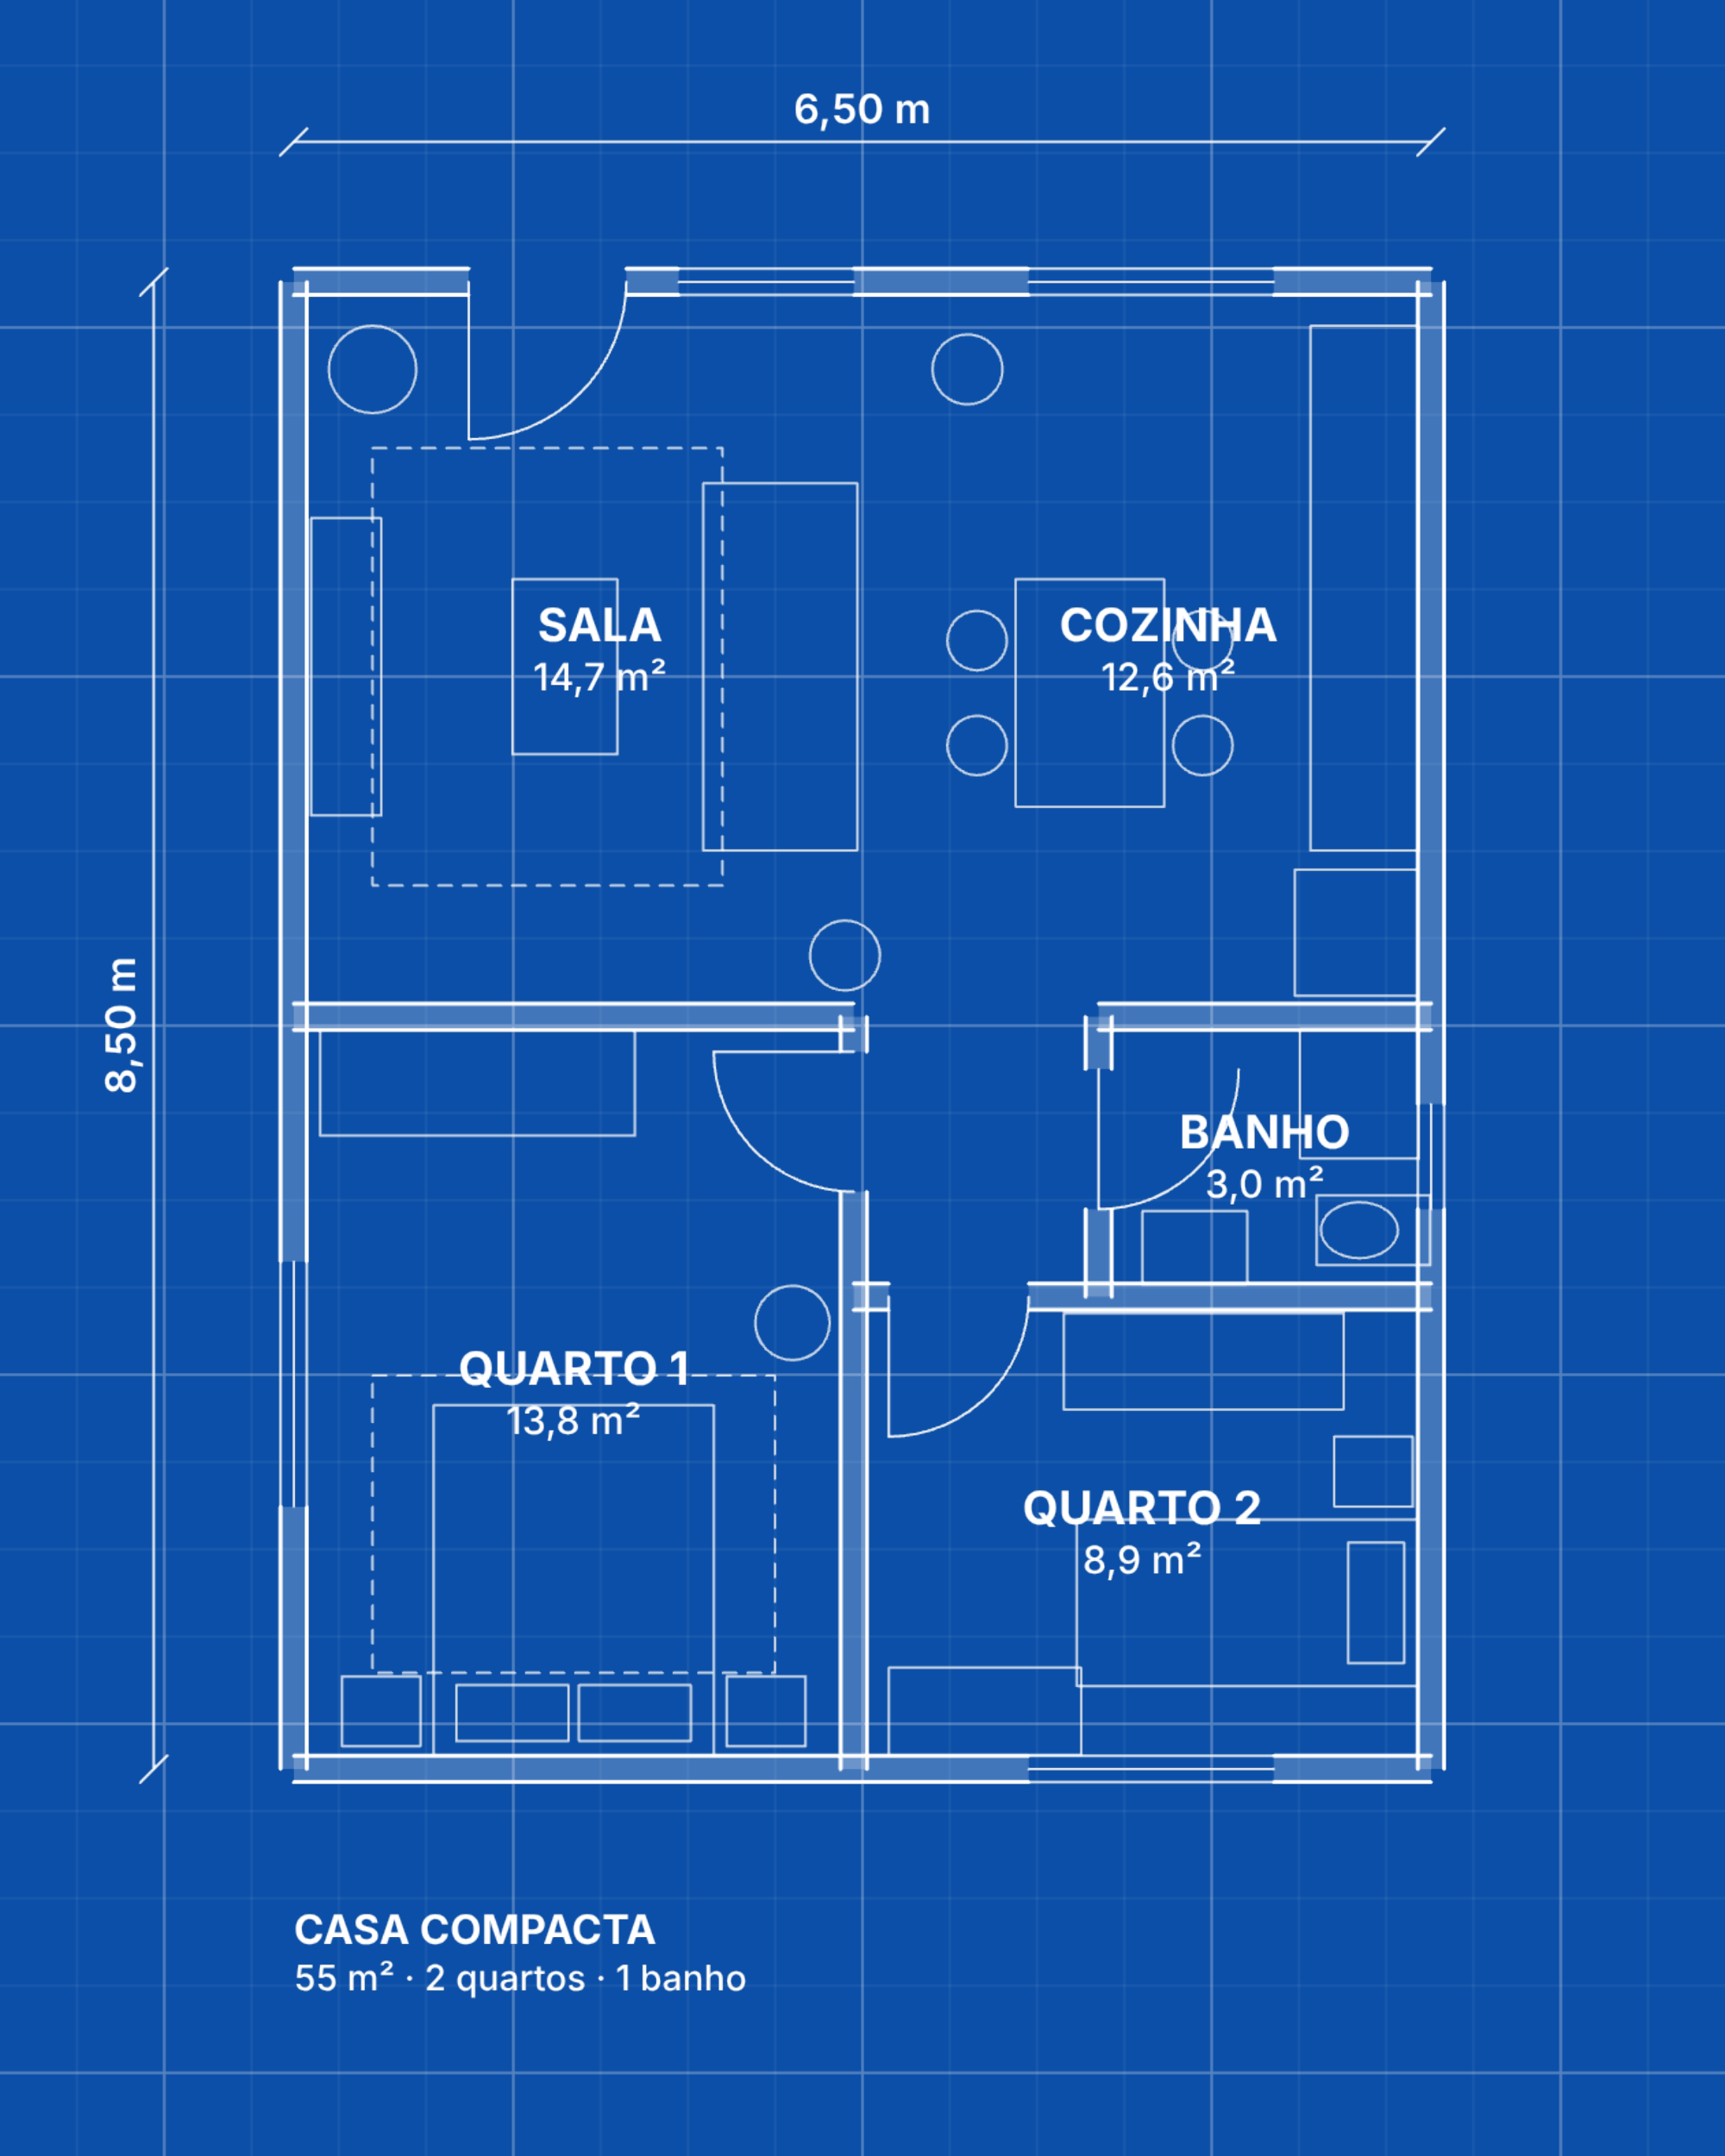 6,50 m
8,50 m
SALA
14,7 m²
COZINHA
12,6 m²
BANHO
3,0 m²
QUARTO 1
13,8 m²
QUARTO 2
8,9 m²
CASA COMPACTA
55 m² · 2 quartos · 1 banho